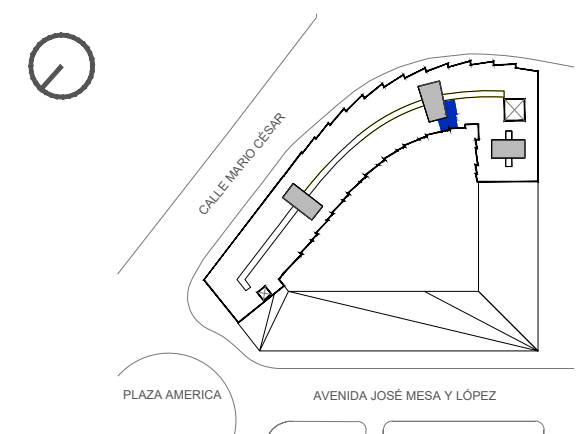 CALLE MARIO CÉSAR
PLAZA AMERICA
AVENIDA JOSÉ MESA Y LÓPEZ